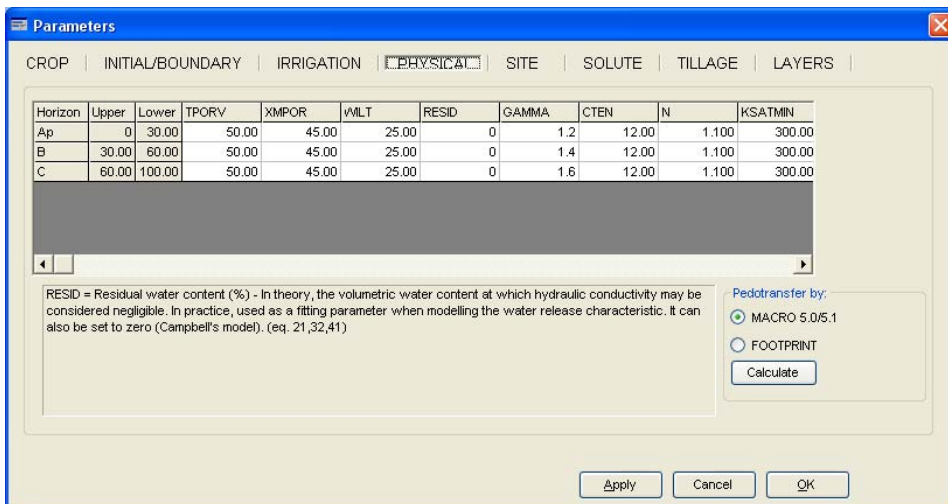 Parameters
CROP | INITIAL/BOUNDARY | IRRIGATION | PHYSICAL | SITE | SOLUTE | TILLAGE | LAYERS |
Horizon Upper Lower TPORV XMPOR WILT RESID GAMMA CTEN N KSATMIN
Ap 0 30.00 50.00 45.00 25.00 0 1.2 12.00 1.100 300.00
B 30.00 60.00 50.00 45.00 25.00 0 1.4 12.00 1.100 300.00
C 60.00 100.00 50.00 45.00 25.00 0 1.6 12.00 1.100 300.00
RESID = Residual water content (%) - In theory, the volumetric water content at which hydraulic conductivity may be
considered negligible. In practice, used as a fitting parameter when modelling the water release characteristic. It can
also be set to zero (Campbell's model). (eq. 21,32,41)
Pedotransfer by:
MACRO 5.0/5.1
FOOTPRINT
Calculate
Apply Cancel OK